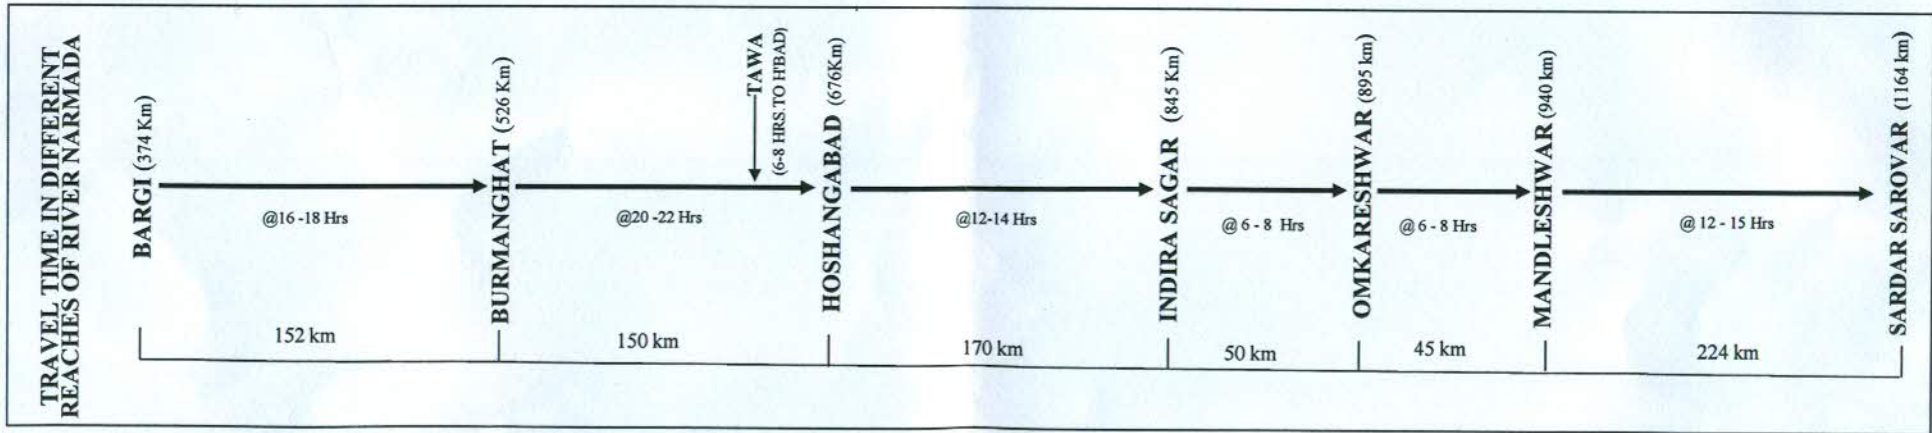 TRAVEL TIME IN DIFFERENT
REACHES OF RIVER NARMADA
BARGI (374 Km)
@16 -18 Hrs
152 km
BURMANGHAT (526 Km)
@20 -22 Hrs
150 km
TAWA
(6-8 HRS.TO H'BAD)
HOSHANGABAD (676Km)
@12-14 Hrs
170 km
INDIRA SAGAR (845 Km)
@ 6 - 8 Hrs
50 km
OMKARESHWAR (895 km)
@ 6 - 8 Hrs
45 km
MANDLESHWAR (940 km)
@ 12 - 15 Hrs
224 km
SARDAR SAROVAR (1164 km)